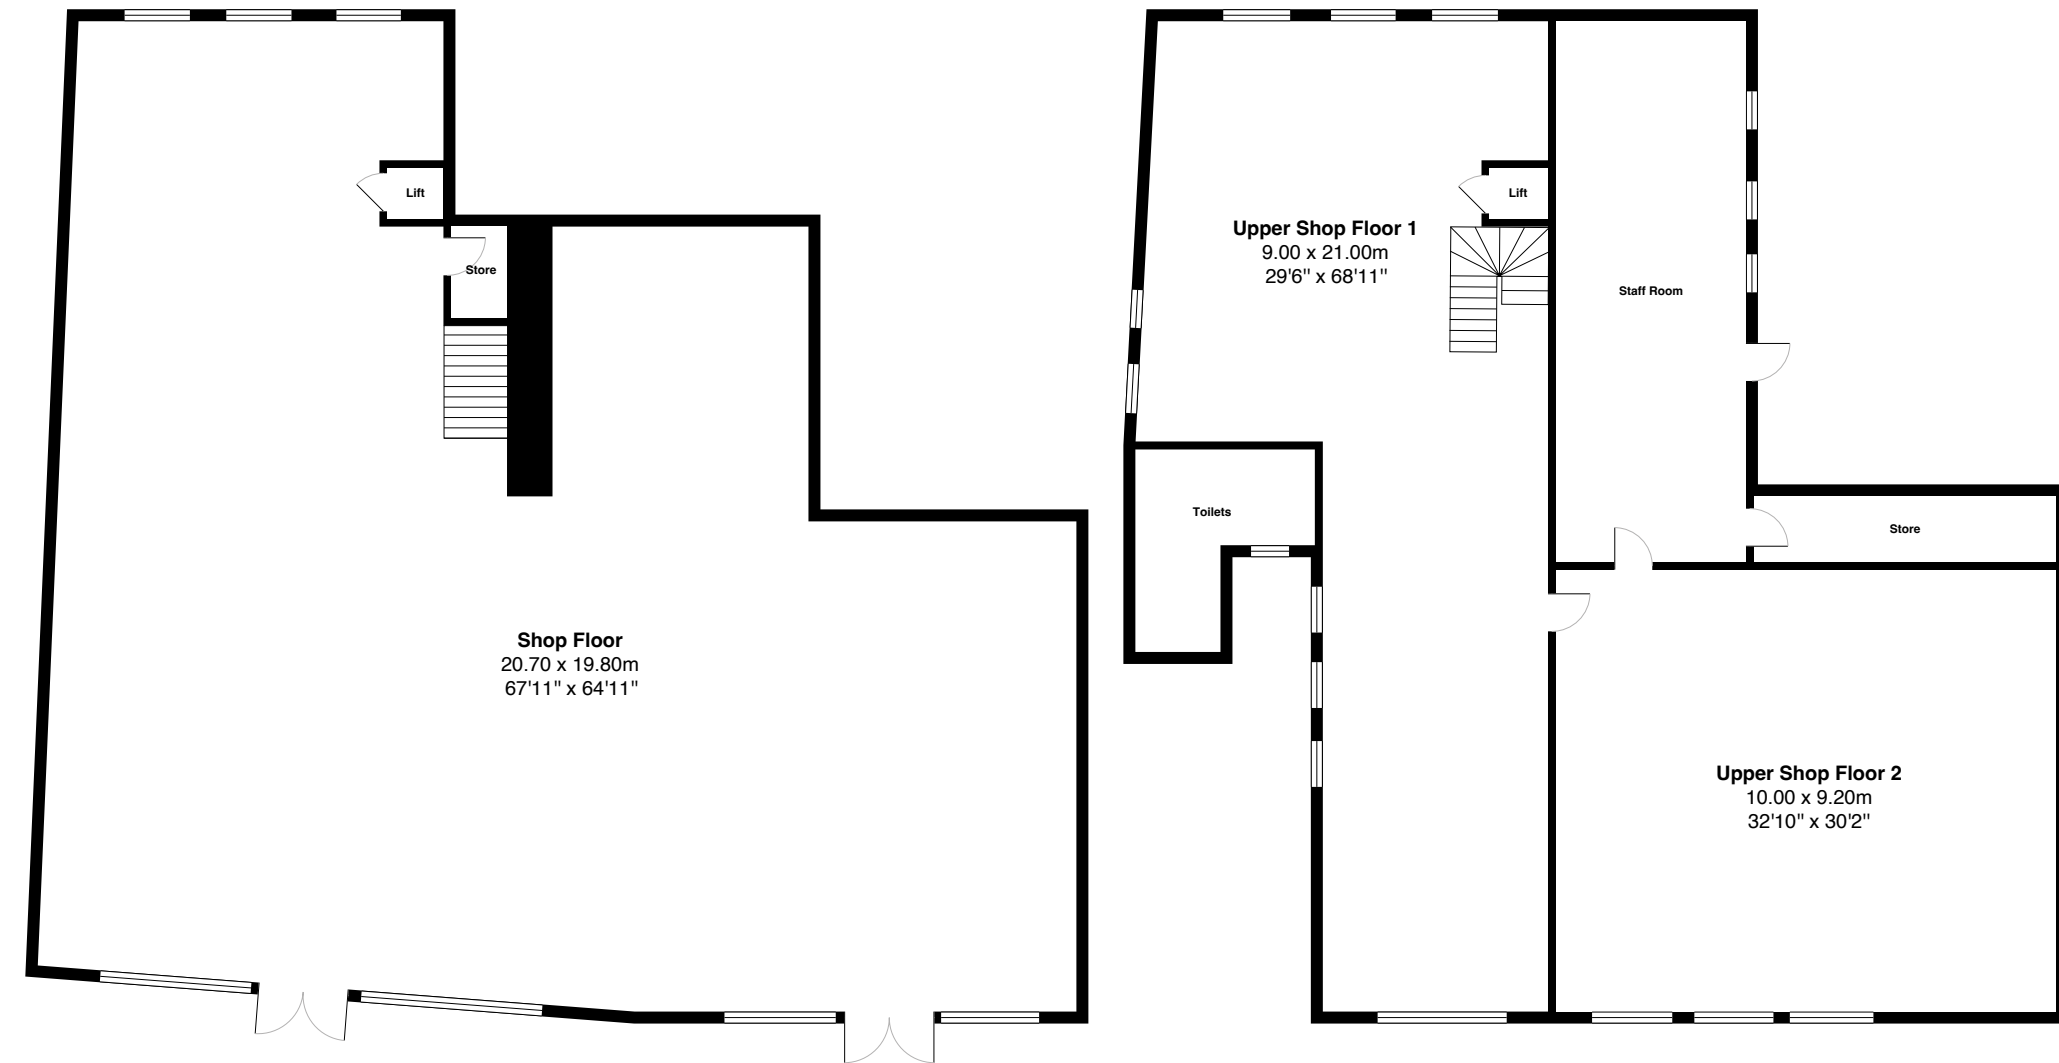 Lift
Store
Shop Floor
20.70 x 19.80m
67'11" x 64'11"
Upper Shop Floor 1
9.00 x 21.00m
29'6" x 68'11"
Lift
Staff Room
Toilets
Store
Upper Shop Floor 2
10.00 x 9.20m
32'10" x 30'2"